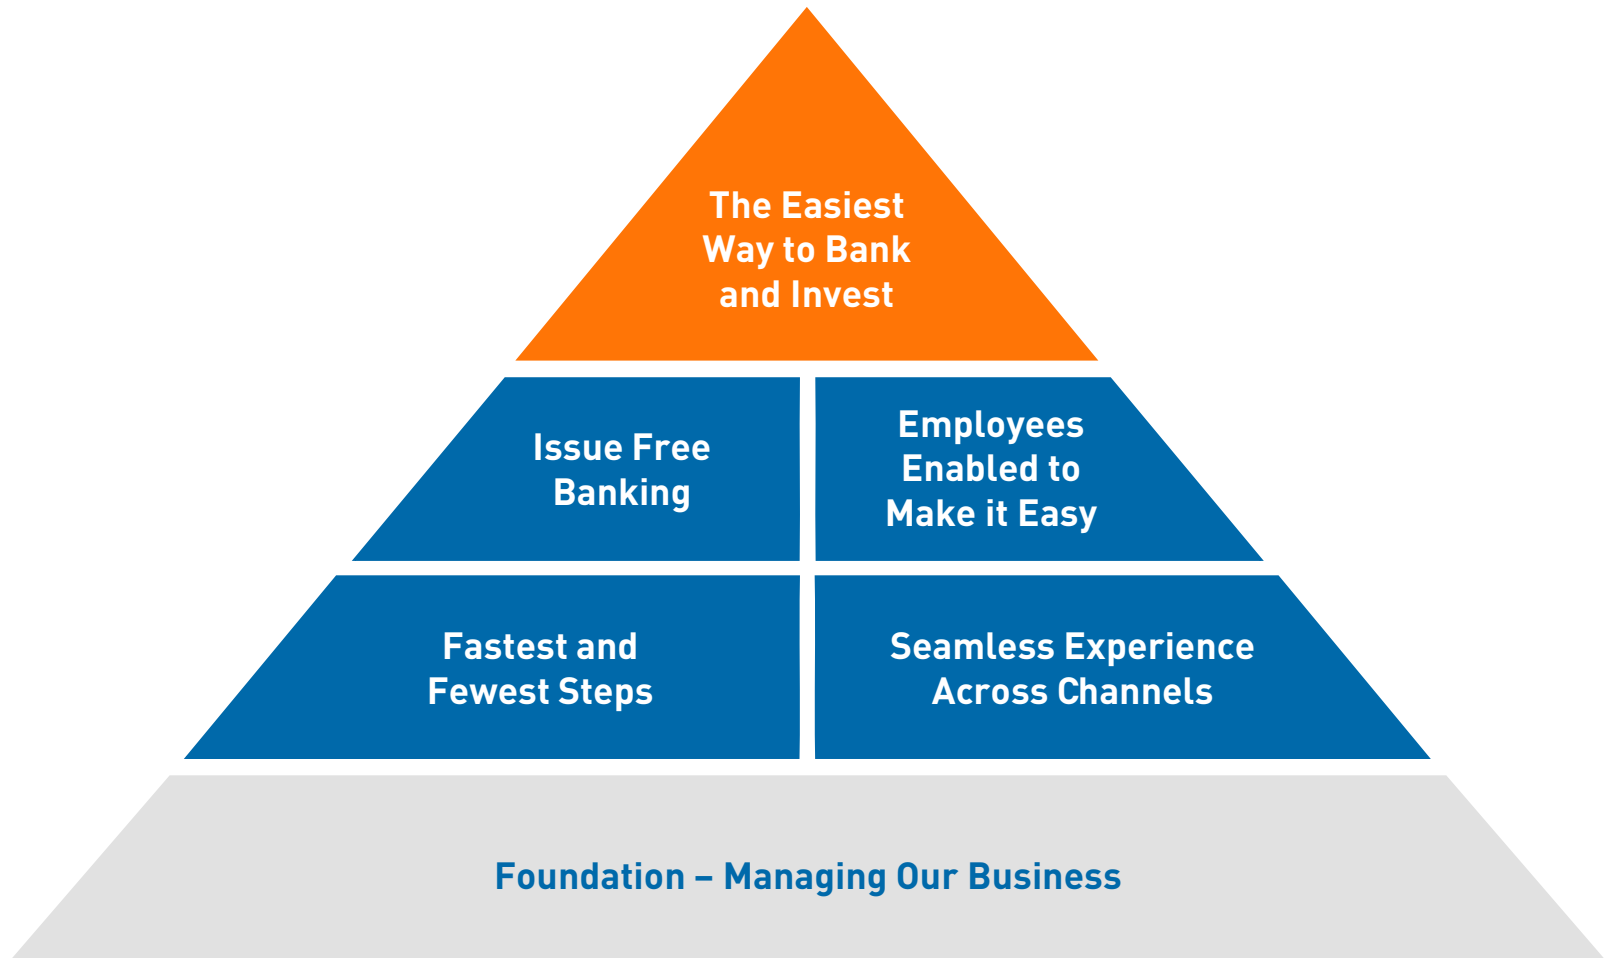 The Easiest
Way to Bank
and Invest
Issue Free
Banking
Employees
Enabled to
Make it Easy
Fastest and
Fewest Steps
Seamless Experience
Across Channels
Foundation – Managing Our Business